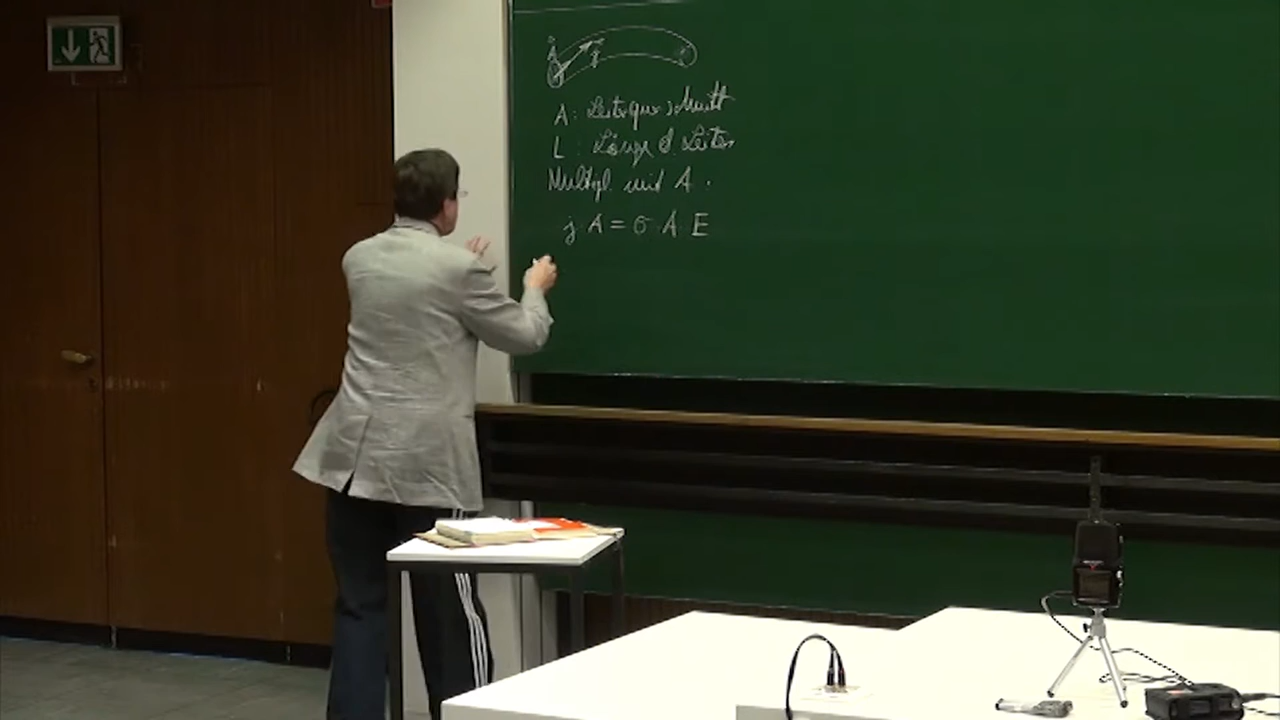 A: Leiterquerschnitt
L: Länge d. Leiters
Multipl. mit A.
j A = σ A E